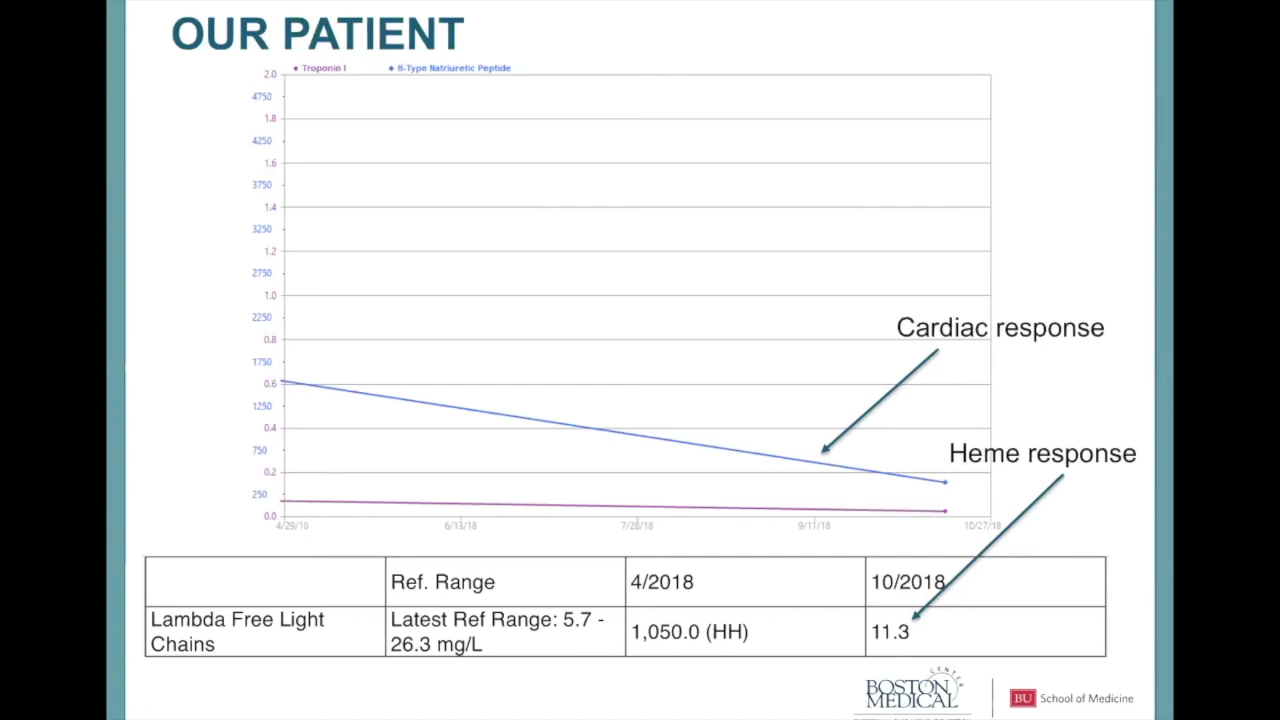 OUR PATIENT
Troponin I B-Type Natriuretic Peptide
2.0
4750
1.8
4250
1.6
3750
1.4
3250
1.2
2750
1.0
2250
0.8
1750
0.6
1250
0.4
750
0.2
250
0.0
4/29/18 6/13/18 7/28/18 9/11/18 10/27/18
Cardiac response
Heme response
Ref. Range 4/2018 10/2018
Lambda Free Light Chains Latest Ref Range: 5.7 - 26.3 mg/L 1,050.0 (HH) 11.3
BOSTON
MEDICAL
CENTER
BU School of Medicine